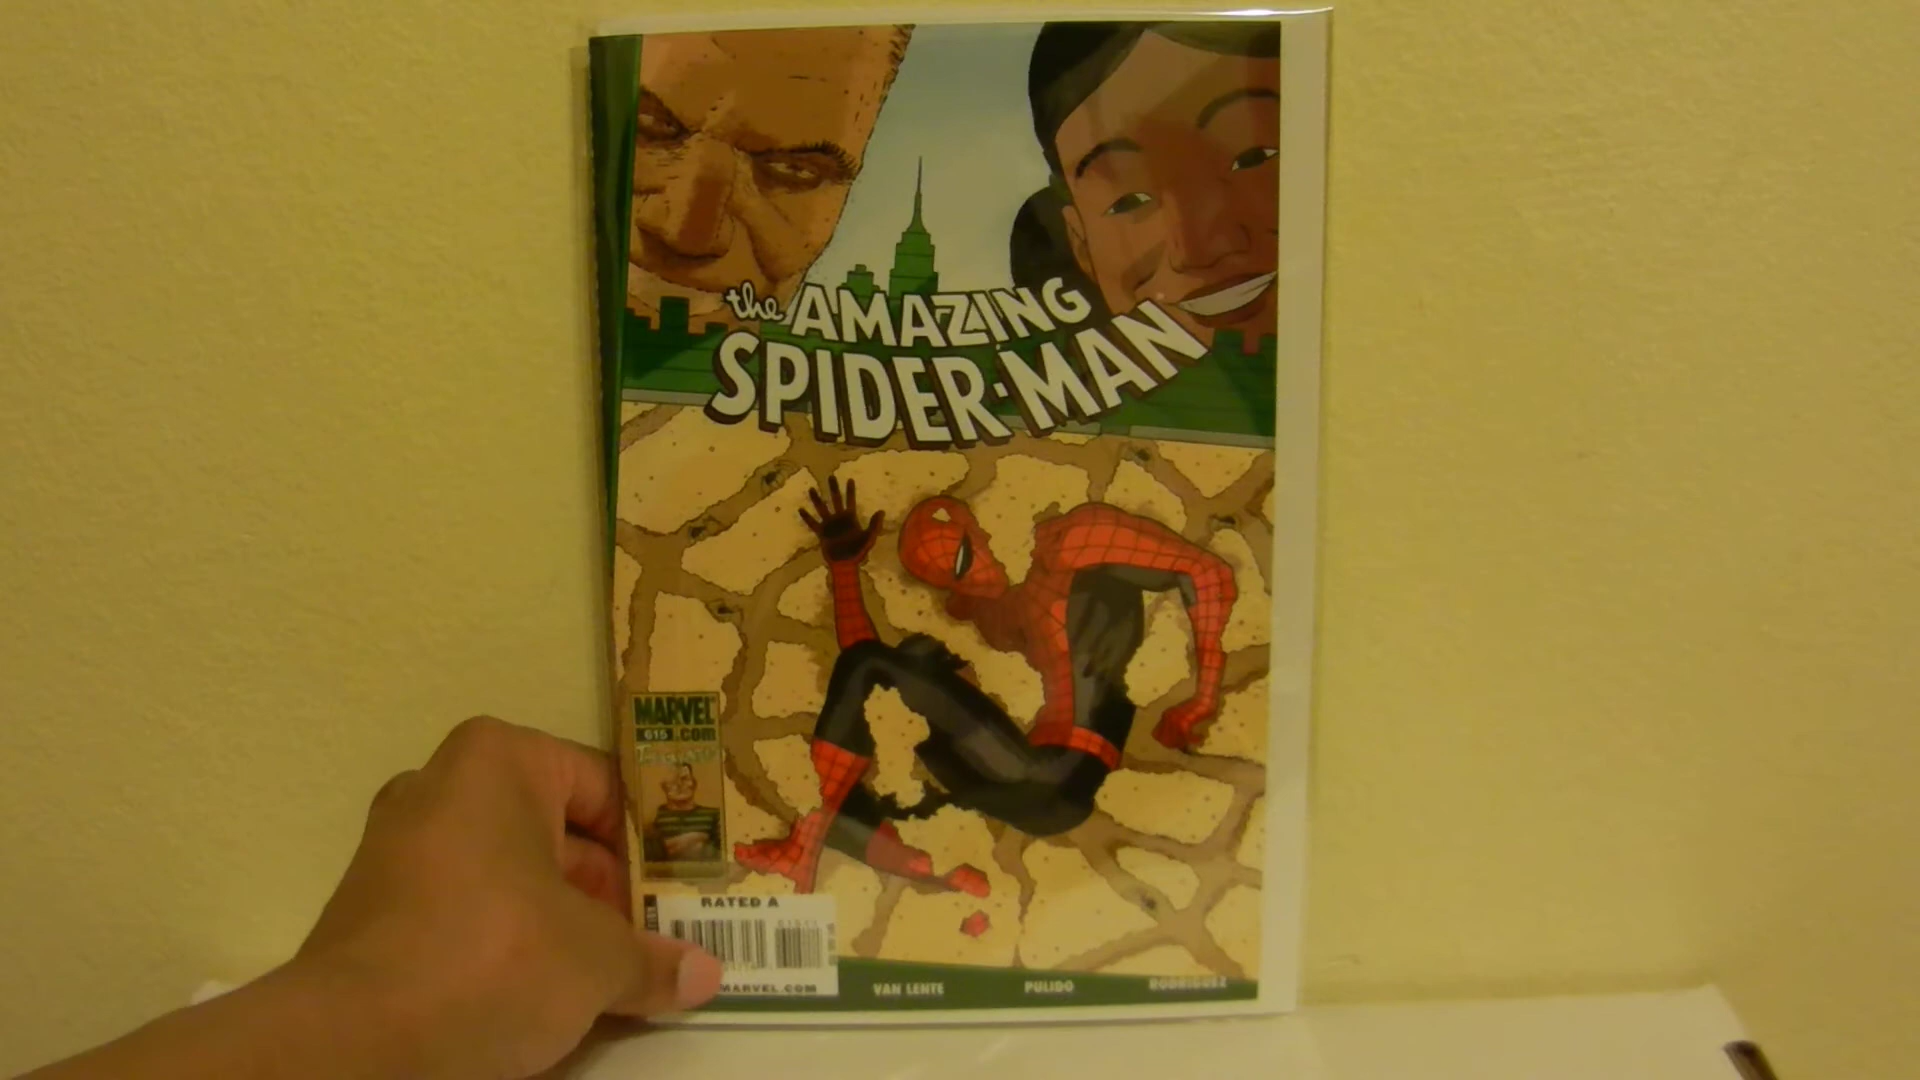 the AMAZING
SPIDER-MAN
MARVEL
615 .COM
RATED A
MARVEL.COM
VAN LENTE PULIDO RODRIGUEZ